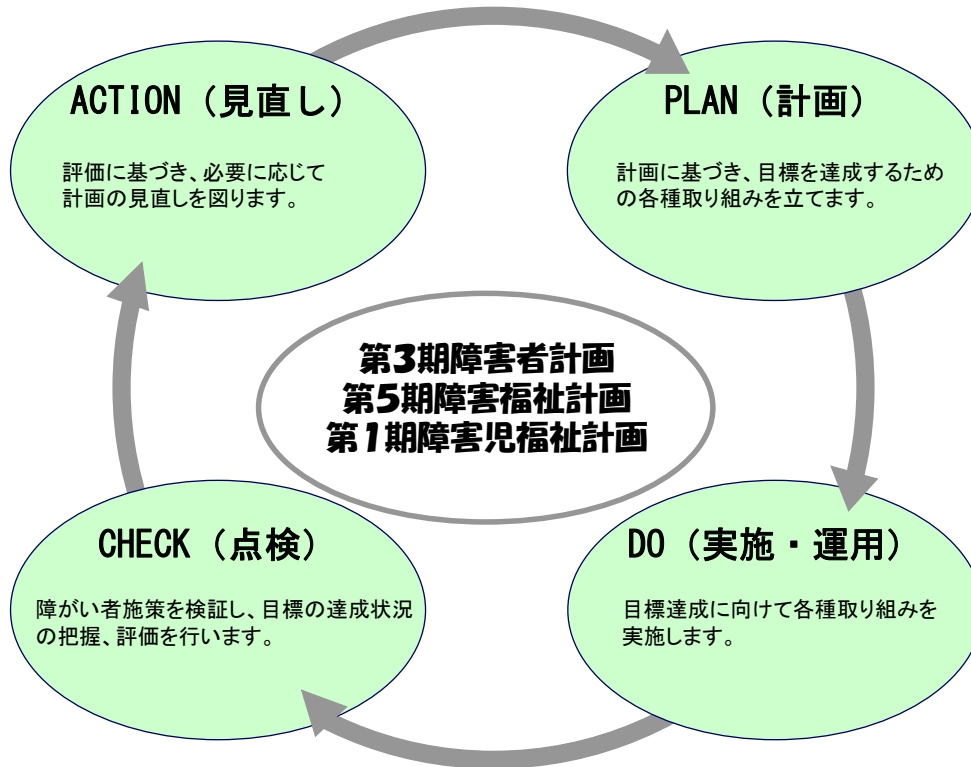 ACTION（見直し）
評価に基づき、必要に応じて
計画の見直しを図ります。
PLAN（計画）
計画に基づき、目標を達成するため
の各種取り組みを立てます。
第3期障害者計画
第5期障害福祉計画
第1期障害児福祉計画
CHECK（点検）
障がい者施策を検証し、目標の達成状況
の把握、評価を行います。
DO（実施・運用）
目標達成に向けて各種取り組みを
実施します。